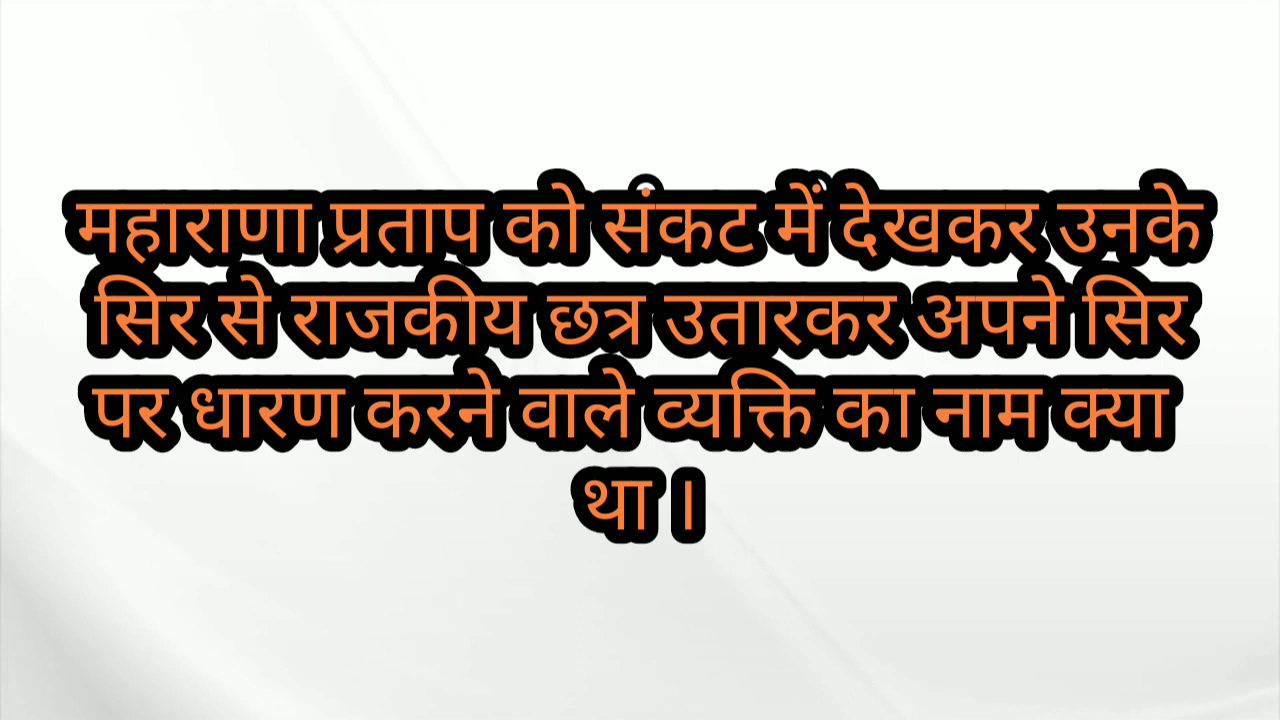 महाराणा प्रताप को संकट में देखकर उनके
सिर से राजकीय छत्र उतारकर अपने सिर
पर धारण करने वाले व्यक्ति का नाम क्या
था ।